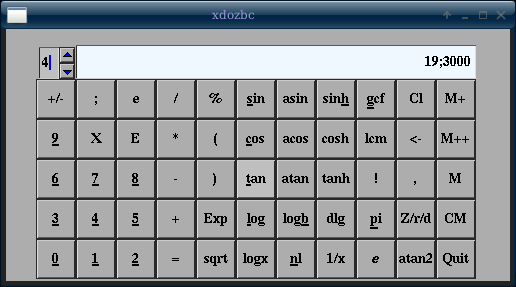 xdozbc
4 19;3000
+/- ; e / % sin asin sinh gcf Cl M+
9 X E * ( cos acos cosh lcm <- M++
6 7 8 - ) tan atan tanh ! , M
3 4 5 + Exp log logb dlg pi Z/r/d CM
0 1 2 = sqrt logx nl 1/x e atan2 Quit